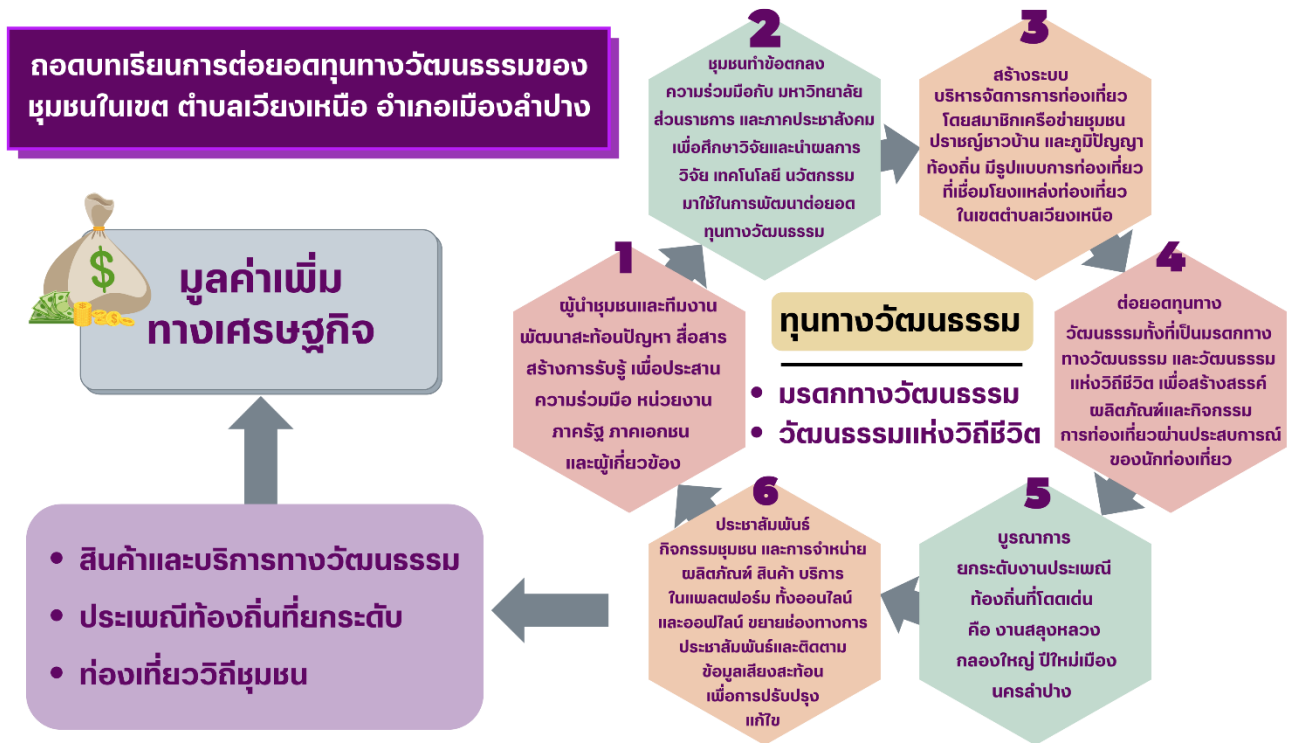 ถอดบทเรียนการต่อยอดทุนทางวัฒนธรรมของ
ชุมชนในเขต ตำบลเวียงเหนือ อำเภอเมืองลำปาง
$
มูลค่าเพิ่ม
ทางเศรษฐกิจ
• สินค้าและบริการทางวัฒนธรรม
• ประเพณีท้องถิ่นที่ยกระดับ
• ท่องเที่ยววิถีชุมชน
ทุนทางวัฒนธรรม
• มรดกทางวัฒนธรรม
• วัฒนธรรมแห่งวิถีชีวิต
1
ผู้นำชุมชนและทีมงาน
พัฒนาสะท้อนปัญหา สื่อสาร
สร้างการรับรู้ เพื่อประสาน
ความร่วมมือ หน่วยงาน
ภาครัฐ ภาคเอกชน
และผู้เกี่ยวข้อง
2
ชุมชนทำข้อตกลง
ความร่วมมือกับ มหาวิทยาลัย
ส่วนราชการ และภาคประชาสังคม
เพื่อศึกษาวิจัยและนำผลการ
วิจัย เทคโนโลยี นวัตกรรม
มาใช้ในการพัฒนาต่อยอด
ทุนทางวัฒนธรรม
3
สร้างระบบ
บริหารจัดการการท่องเที่ยว
โดยสมาชิกเครือข่ายชุมชน
ปราชญ์ชาวบ้าน และภูมิปัญญา
ท้องถิ่น มีรูปแบบการท่องเที่ยว
ที่เชื่อมโยงแหล่งท่องเที่ยว
ในเขตตำบลเวียงเหนือ
4
ต่อยอดทุนทาง
วัฒนธรรมทั้งที่เป็นมรดกทาง
ทางวัฒนธรรม และวัฒนธรรม
แห่งวิถีชีวิต เพื่อสร้างสรรค์
ผลิตภัณฑ์และกิจกรรม
การท่องเที่ยวผ่านประสบการณ์
ของนักท่องเที่ยว
5
บูรณาการ
ยกระดับงานประเพณี
ท้องถิ่นที่โดดเด่น
คือ งานสลุงหลวง
กลองใหญ่ ปีใหม่เมือง
นครลำปาง
6
ประชาสัมพันธ์
กิจกรรมชุมชน และการจำหน่าย
ผลิตภัณฑ์ สินค้า บริการ
ในแพลตฟอร์ม ทั้งออนไลน์
และออฟไลน์ ขยายช่องทางการ
ประชาสัมพันธ์และติดตาม
ข้อมูลเสียงสะท้อน
เพื่อการปรับปรุง
แก้ไข